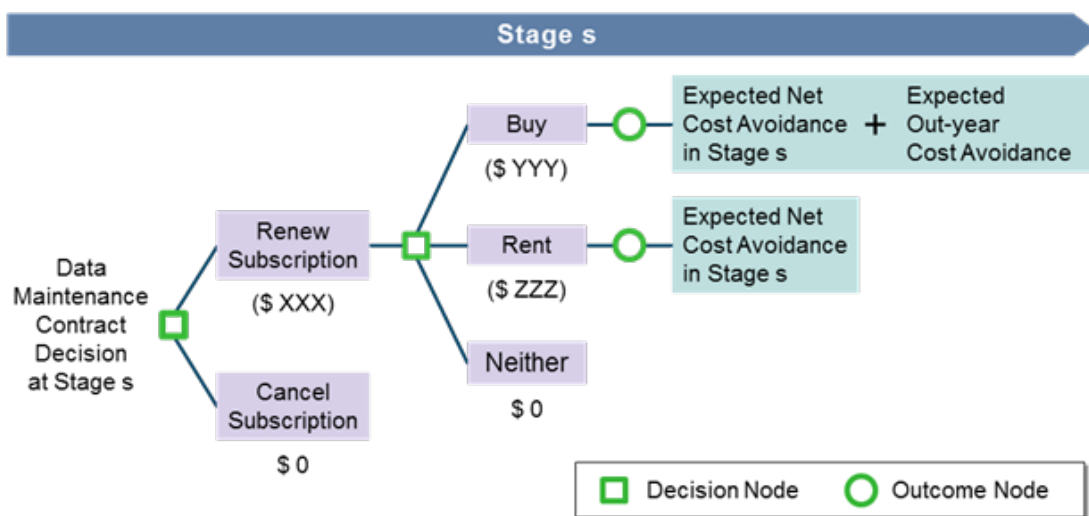 Stage s
Data
Maintenance
Contract
Decision
at Stage s
Renew
Subscription
($ XXX)
Cancel
Subscription
$ 0
Buy
($ YYY)
Rent
($ ZZZ)
Neither
$ 0
Expected Net
Cost Avoidance
in Stage s
+
Expected
Out-year
Cost Avoidance
Expected Net
Cost Avoidance
in Stage s
Decision Node
Outcome Node